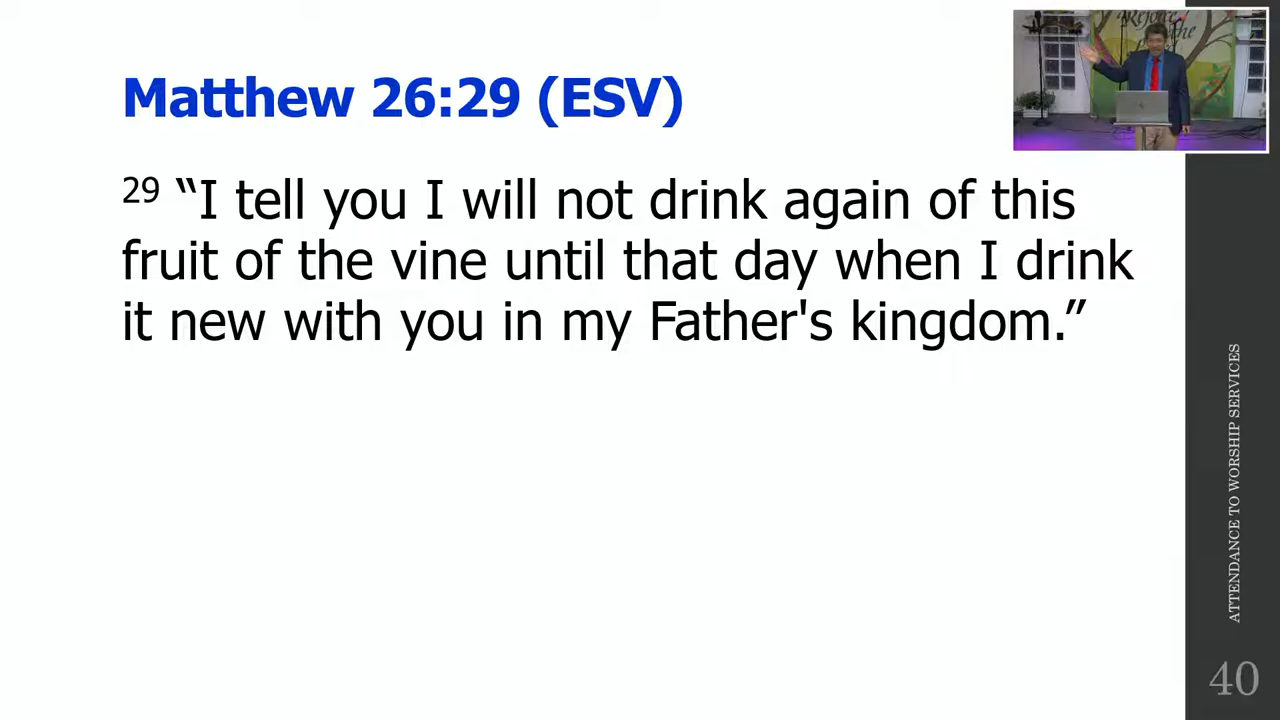 Matthew 26:29 (ESV)
29 “I tell you I will not drink again of this
fruit of the vine until that day when I drink
it new with you in my Father's kingdom.”
Rejoice
ATTENDANCE TO WORSHIP SERVICES
40